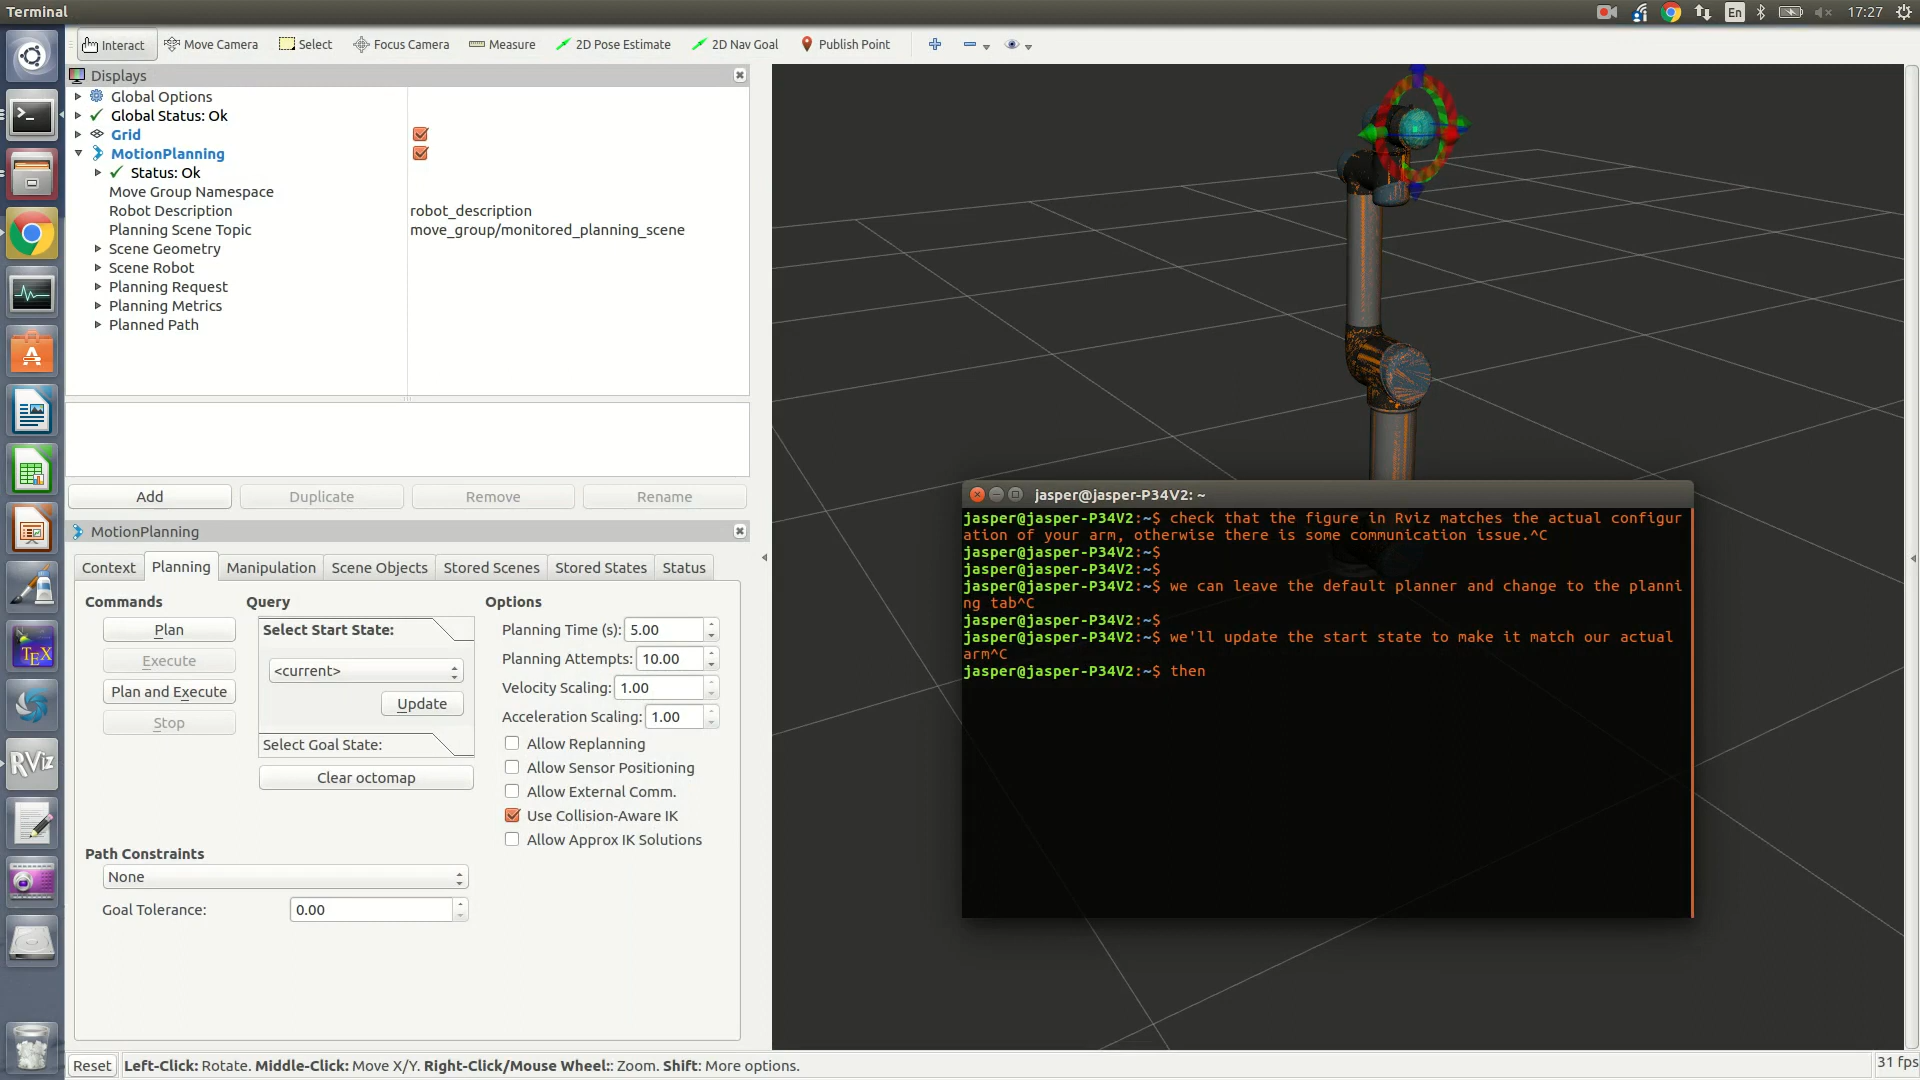 Terminal
En
17:27
Interact
Move Camera
Select
Focus Camera
Measure
2D Pose Estimate
2D Nav Goal
Publish Point
Displays
Global Options
Global Status: Ok
Grid
MotionPlanning
Status: Ok
Move Group Namespace
Robot Description robot_description
Planning Scene Topic move_group/monitored_planning_scene
Scene Geometry
Scene Robot
Planning Request
Planning Metrics
Planned Path
Add
Duplicate
Remove
Rename
MotionPlanning
Context
Planning
Manipulation
Scene Objects
Stored Scenes
Stored States
Status
Commands
Plan
Execute
Plan and Execute
Stop
Query
Select Start State:
<current>
Update
Select Goal State:
Clear octomap
Options
Planning Time (s): 5.00
Planning Attempts: 10.00
Velocity Scaling: 1.00
Acceleration Scaling: 1.00
Allow Replanning
Allow Sensor Positioning
Allow External Comm.
Use Collision-Aware IK
Allow Approx IK Solutions
Path Constraints
None
Goal Tolerance: 0.00
Reset
Left-Click: Rotate. Middle-Click: Move X/Y. Right-Click/Mouse Wheel:: Zoom. Shift: More options.
31 fps
TEX
RViz
jasper@jasper-P34V2: ~
jasper@jasper-P34V2:~$ check that the figure in Rviz matches the actual configur
ation of your arm, otherwise there is some communication issue.^C
jasper@jasper-P34V2:~$
jasper@jasper-P34V2:~$
jasper@jasper-P34V2:~$ we can leave the default planner and change to the planni
ng tab^C
jasper@jasper-P34V2:~$
jasper@jasper-P34V2:~$ we'll update the start state to make it match our actual
arm^C
jasper@jasper-P34V2:~$ then